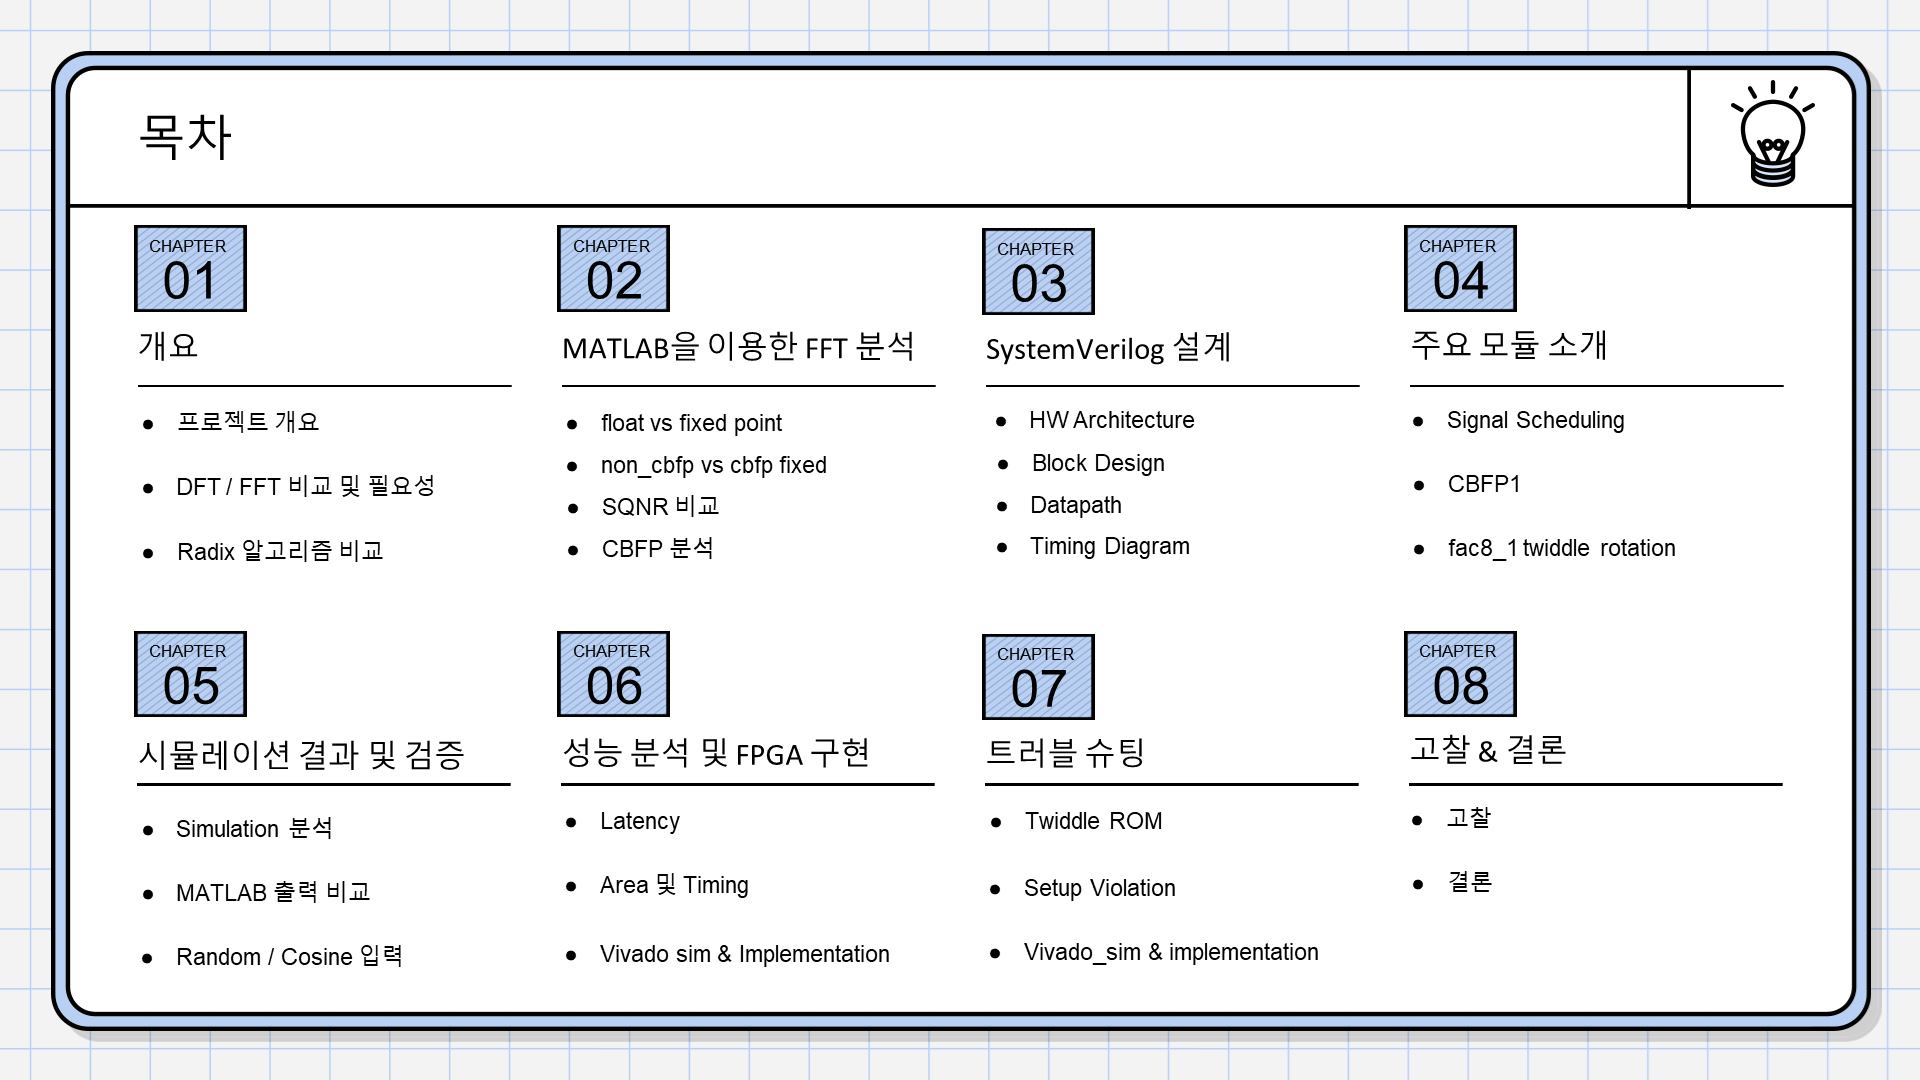 목차
CHAPTER
01
개요
● 프로젝트 개요
● DFT / FFT 비교 및 필요성
● Radix 알고리즘 비교
CHAPTER
02
MATLAB을 이용한 FFT 분석
● float vs fixed point
● non_cbfp vs cbfp fixed
● SQNR 비교
● CBFP 분석
CHAPTER
03
SystemVerilog 설계
● HW Architecture
● Block Design
● Datapath
● Timing Diagram
CHAPTER
04
주요 모듈 소개
● Signal Scheduling
● CBFP1
● fac8_1 twiddle rotation
CHAPTER
05
시뮬레이션 결과 및 검증
● Simulation 분석
● MATLAB 출력 비교
● Random / Cosine 입력
CHAPTER
06
성능 분석 및 FPGA 구현
● Latency
● Area 및 Timing
● Vivado sim & Implementation
CHAPTER
07
트러블 슈팅
● Twiddle ROM
● Setup Violation
● Vivado_sim & implementation
CHAPTER
08
고찰 & 결론
● 고찰
● 결론